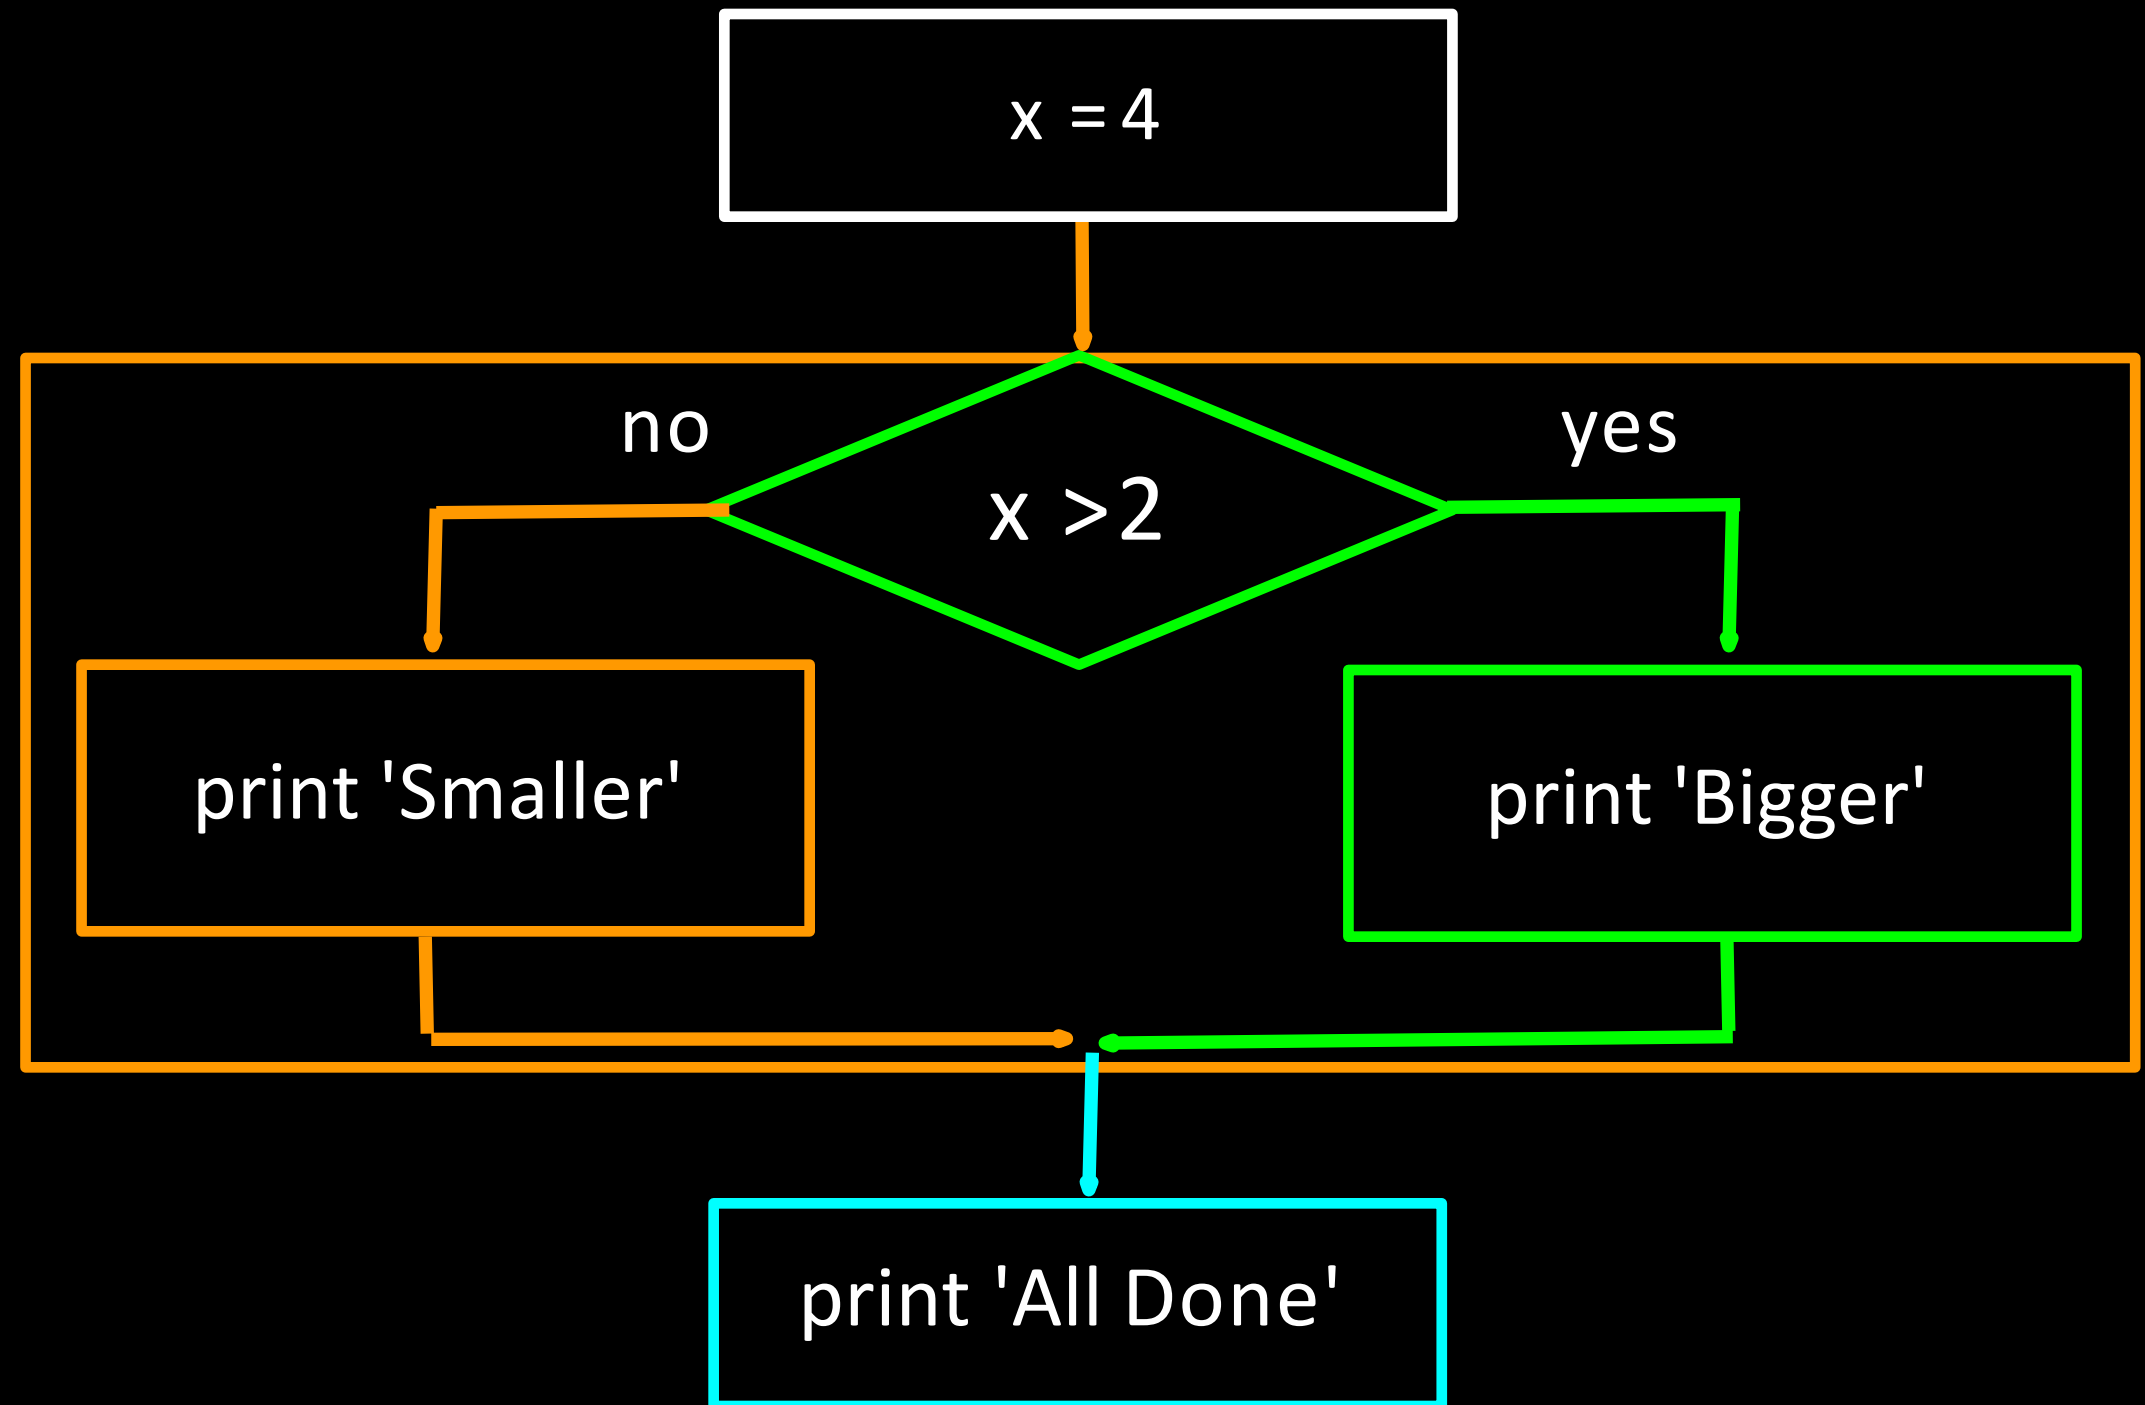 x = 4
no
yes
x >2
print 'Smaller'
print 'Bigger'
print 'All Done'